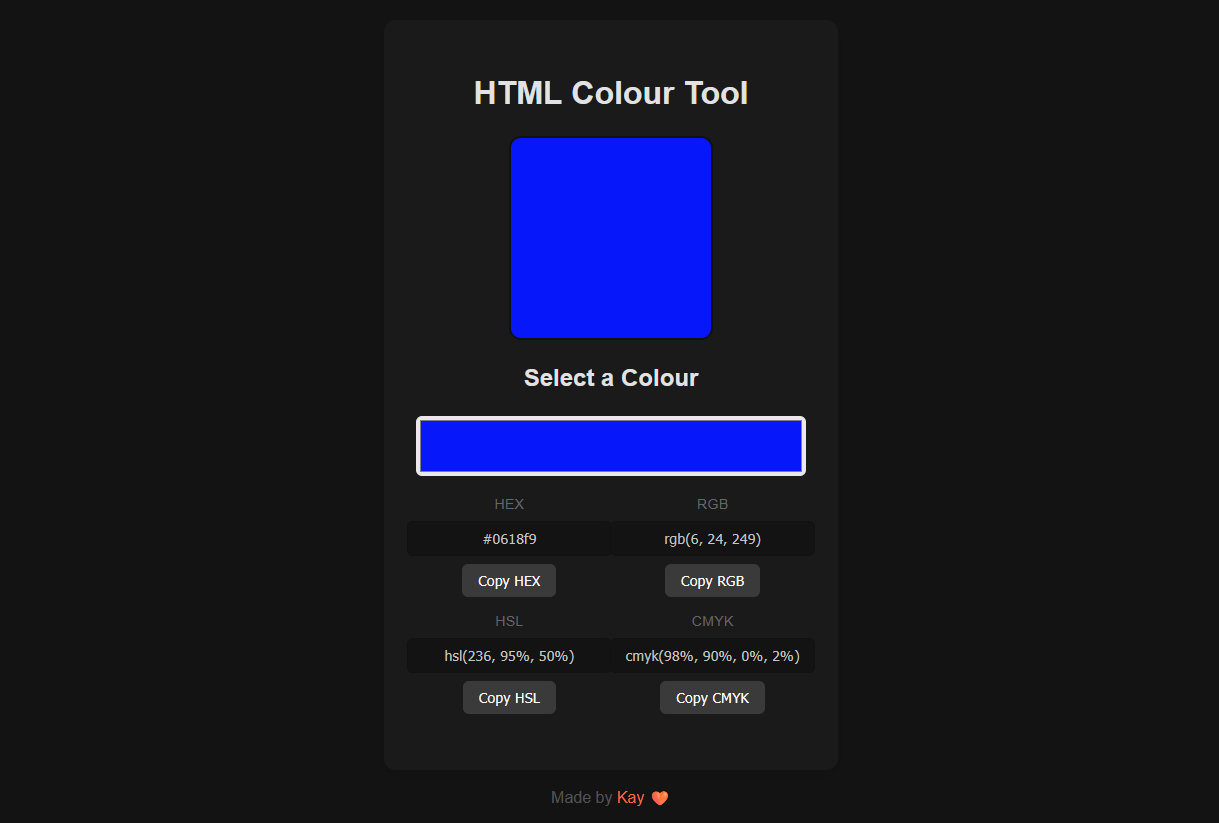 HTML Colour Tool
Select a Colour
HEX RGB
#0618f9 rgb(6, 24, 249)
Copy HEX Copy RGB
HSL CMYK
hsl(236, 95%, 50%) cmyk(98%, 90%, 0%, 2%)
Copy HSL Copy CMYK
Made by Kay 🧡